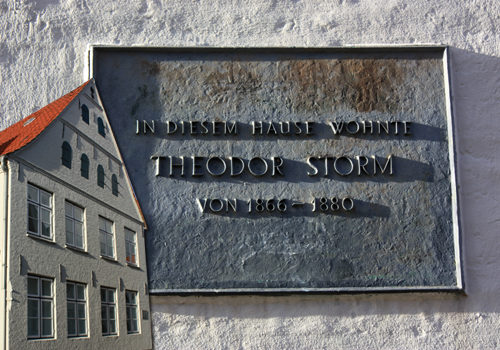 IN DIESEM HAUSE WOHNTE
THEODOR STORM
VON 1866 – 1880